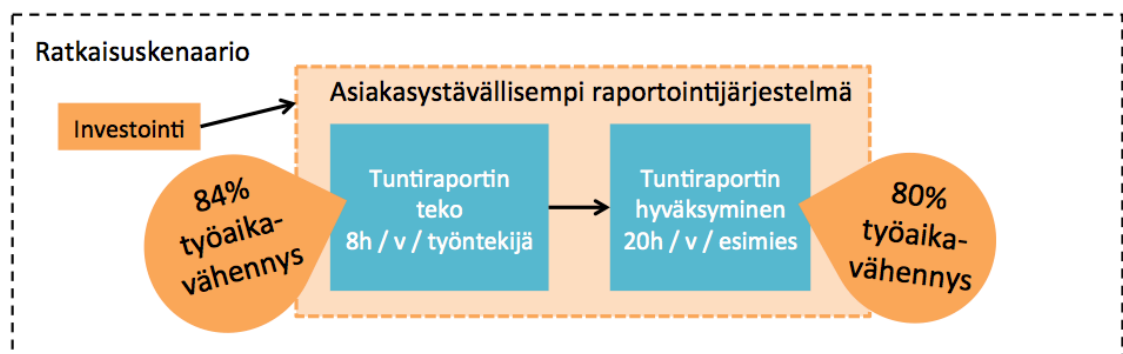 Ratkaisuskenaario
Asiakasystävällisempi raportointijärjestelmä
Investointi
84%
työaika-
vähennys
Tuntiraportin
teko
8h / v / työntekijä
Tuntiraportin
hyväksyminen
20h / v / esimies
80%
työaika-
vähennys